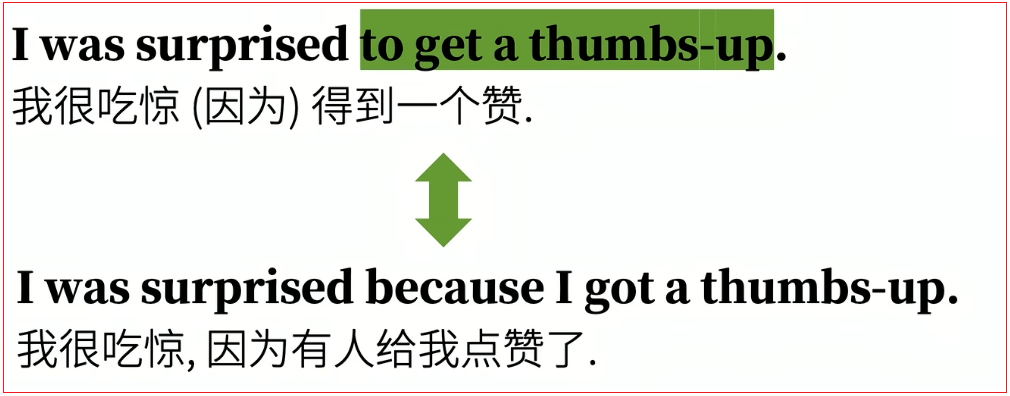 I was surprised to get a thumbs-up.
我很吃惊 (因为) 得到一个赞.
I was surprised because I got a thumbs-up.
我很吃惊, 因为有人给我点赞了.